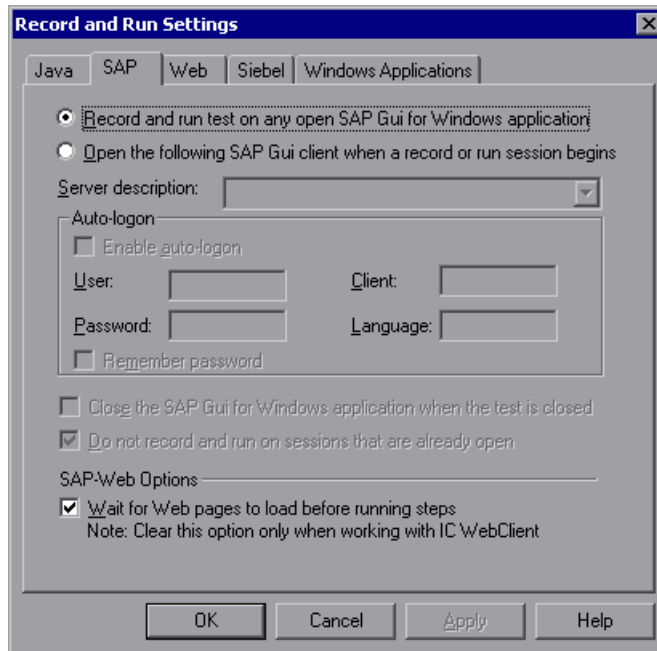 Record and Run Settings
Java SAP Web Siebel Windows Applications
Record and run test on any open SAP Gui for Windows application
Open the following SAP Gui client when a record or run session begins
Server description:
Auto-logon
Enable auto-logon
User: Client:
Password: Language:
Remember password
Close the SAP Gui for Windows application when the test is closed
Do not record and run on sessions that are already open
SAP-Web Options
Wait for Web pages to load before running steps
Note: Clear this option only when working with IC WebClient
OK Cancel Apply Help